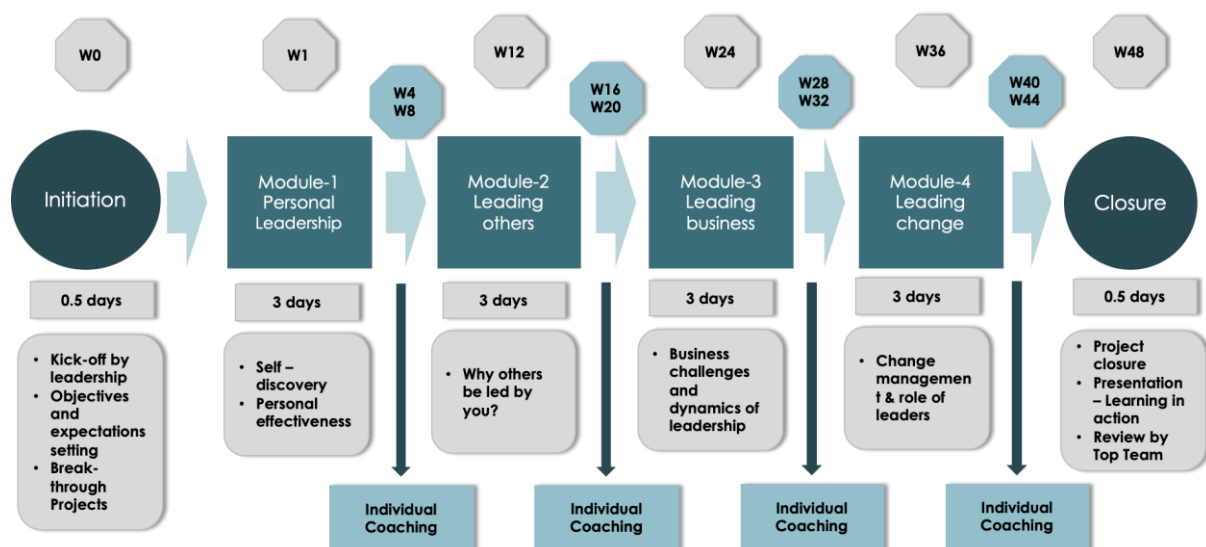 W0
W1
W12
W24
W36
W48
W4
W8
W16
W20
W28
W32
W40
W44
Initiation
Module-1
Personal
Leadership
Module-2
Leading
others
Module-3
Leading
business
Module-4
Leading
change
Closure
0.5 days
3 days
3 days
3 days
3 days
0.5 days
• Kick-off by
leadership
• Objectives and
expectations
setting
• Break-
through
Projects
• Self –
discovery
• Personal
effectiveness
• Why others
be led by
you?
• Business
challenges
and
dynamics of
leadership
• Change
managemen
t & role of
leaders
• Project
closure
• Presentation
– Learning in
action
• Review by
Top Team
Individual
Coaching
Individual
Coaching
Individual
Coaching
Individual
Coaching